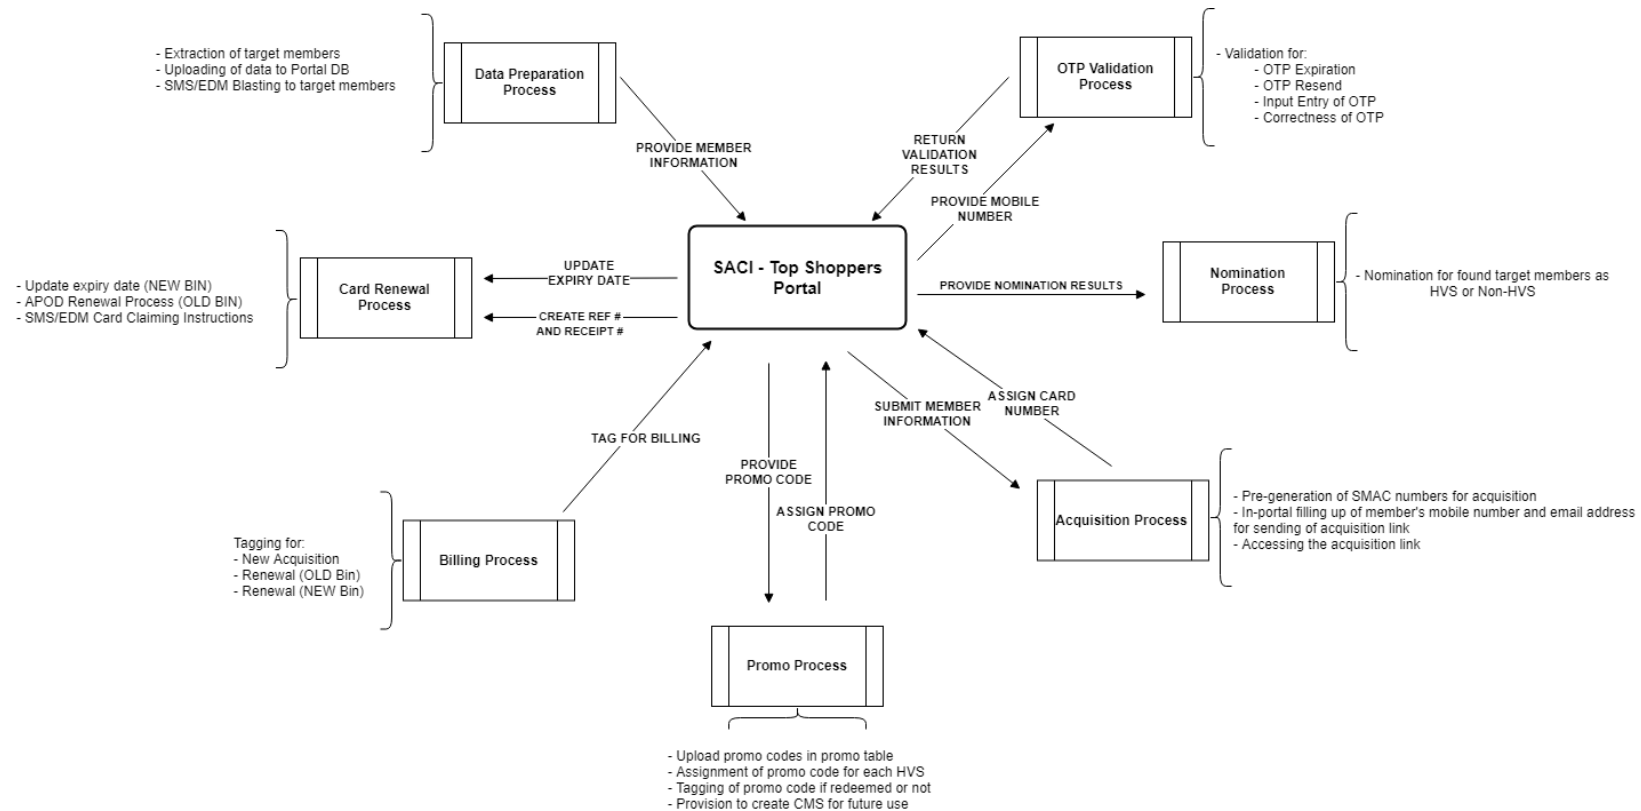 - Extraction of target members
- Uploading of data to Portal DB
- SMS/EDM Blasting to target members
Data Preparation
Process
OTP Validation
Process
- Validation for:
- OTP Expiration
- OTP Resend
- Input Entry of OTP
- Correctness of OTP
PROVIDE MEMBER
INFORMATION
RETURN
VALIDATION
RESULTS
PROVIDE MOBILE
NUMBER
- Update expiry date (NEW BIN)
- APOD Renewal Process (OLD BIN)
- SMS/EDM Card Claiming Instructions
Card Renewal
Process
UPDATE
EXPIRY DATE
CREATE REF #
AND RECEIPT #
SACI - Top Shoppers
Portal
PROVIDE NOMINATION RESULTS
Nomination
Process
- Nomination for found target members as
HVS or Non-HVS
TAG FOR BILLING
PROVIDE
PROMO CODE
ASSIGN PROMO
CODE
SUBMIT MEMBER
INFORMATION
ASSIGN CARD
NUMBER
Acquisition Process
- Pre-generation of SMAC numbers for acquisition
- In-portal filling up of member's mobile number and email address
for sending of acquisition link
- Accessing the acquisition link
Tagging for:
- New Acquisition
- Renewal (OLD Bin)
- Renewal (NEW Bin)
Billing Process
Promo Process
- Upload promo codes in promo table
- Assignment of promo code for each HVS
- Tagging of promo code if redeemed or not
- Provision to create CMS for future use